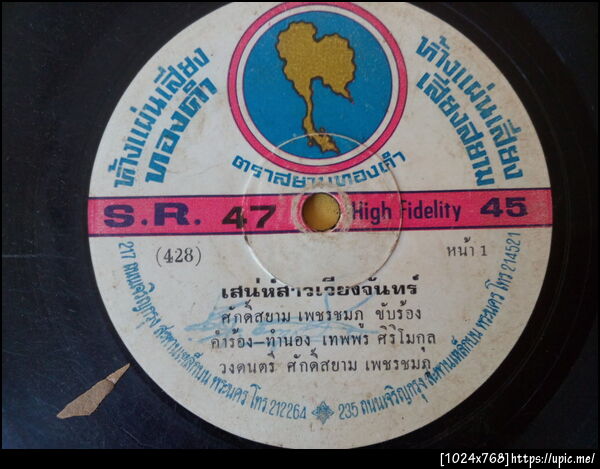 ห้างแผ่นเสียง
ทองคำ
ห้างแผ่นเสียง
เสียงสยาม
ตราสยามทองคำ
S.R. 47 High Fidelity 45
(428) หน้า 1
เสน่ห์สาวเวียงจันทร์
ศักดิ์สยาม เพชรชมภู ขับร้อง
คำร้อง-ทำนอง เทพพร ศิริโมกุล
วงดนตรี ศักดิ์สยาม เพชรชมภู
217 ถนนเจริญกรุง สะพานเหล็กบน พระนคร โทร.212264
235 ถนนเจริญกรุง สะพานเหล็กบน พระนคร โทร 214521
[1024x768]https://upic.me/